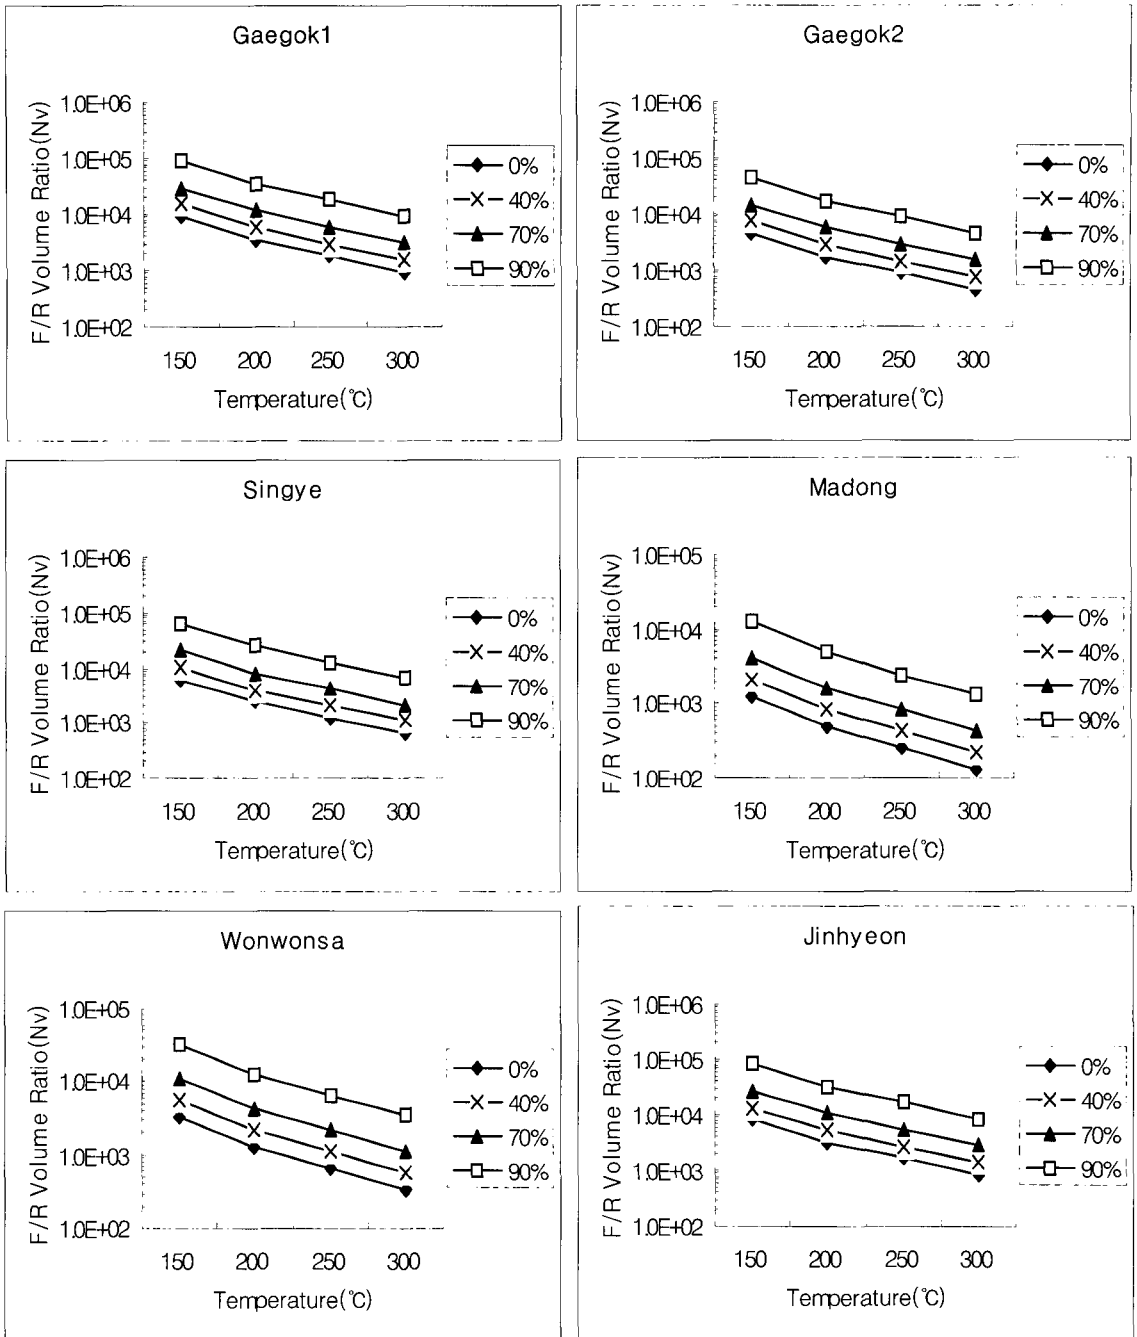 Gaegok1
F/R Volume Ratio(Nv)
1.0E+06
1.0E+05
1.0E+04
1.0E+03
1.0E+02
150 200 250 300
Temperature(℃)
0%
40%
70%
90%
Gaegok2
F/R Volume Ratio(Nv)
1.0E+06
1.0E+05
1.0E+04
1.0E+03
1.0E+02
150 200 250 300
Temperature(℃)
0%
40%
70%
90%
Singye
F/R Volume Ratio(Nv)
1.0E+06
1.0E+05
1.0E+04
1.0E+03
1.0E+02
150 200 250 300
Temperature(℃)
0%
40%
70%
90%
Madong
F/R Volume Ratio(Nv)
1.0E+05
1.0E+04
1.0E+03
1.0E+02
150 200 250 300
Temperature(℃)
0%
40%
70%
90%
Wonwonsa
F/R Volume Ratio(Nv)
1.0E+05
1.0E+04
1.0E+03
1.0E+02
150 200 250 300
Temperature(℃)
0%
40%
70%
90%
Jinhyeon
F/R Volume Ratio(Nv)
1.0E+06
1.0E+05
1.0E+04
1.0E+03
1.0E+02
150 200 250 300
Temperature(℃)
0%
40%
70%
90%